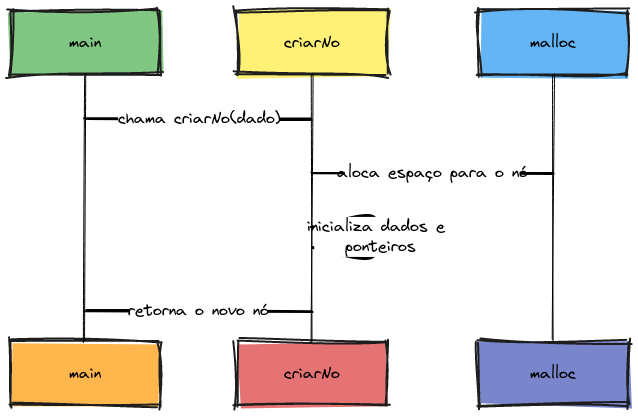 main
criarNo
malloc
chama criarNo(dado)
aloca espaço para o nó
inicializa dados e
ponteiros
retorna o novo nó
main
criarNo
malloc